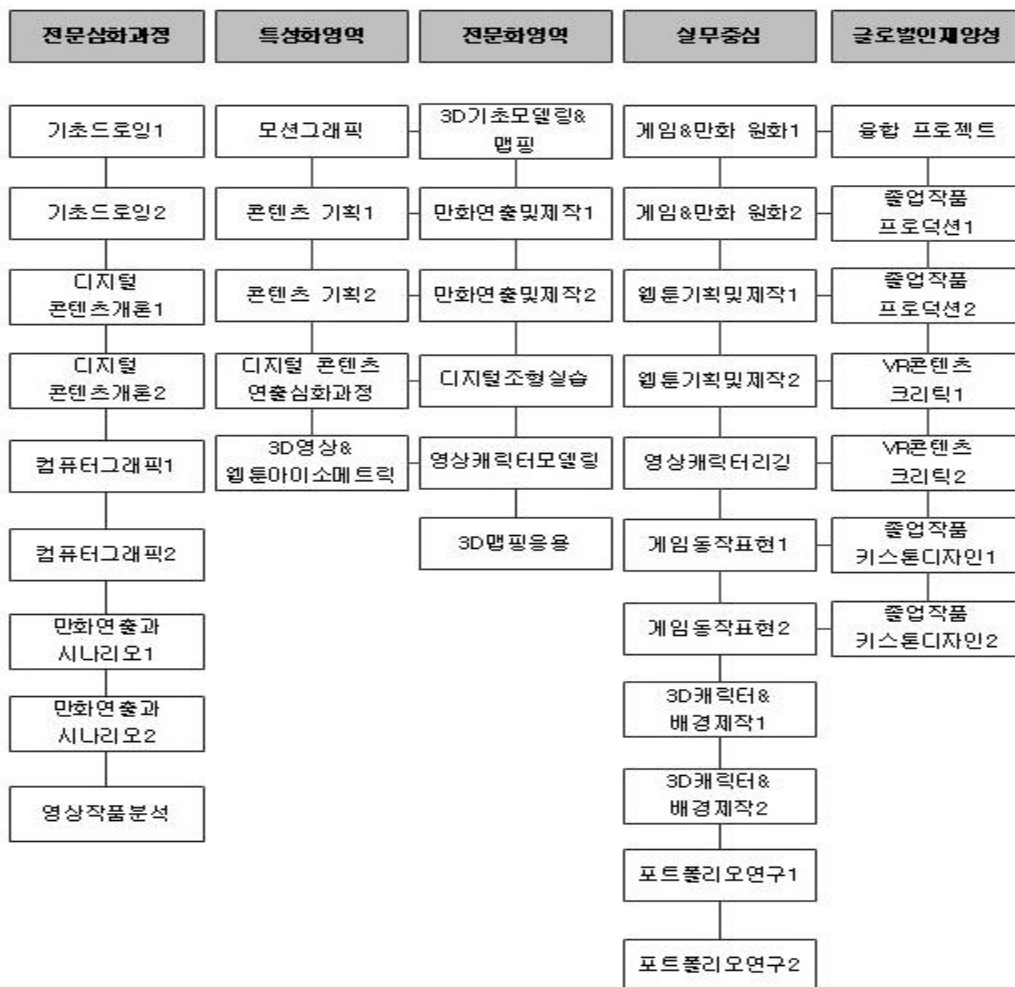 전문심화과정
특성화영역
전문화영역
실무중심
글로벌인재양성
기초드로잉1
모션그래픽
3D기초모델링&
맵핑
게임&만화 원화1
융합 프로젝트
기초드로잉2
콘텐츠 기획1
만화연출및제작1
게임&만화 원화2
졸업작품
프로덕션1
디지털
콘텐츠개론1
콘텐츠 기획2
만화연출및제작2
웹툰기획및제작1
졸업작품
프로덕션2
디지털
콘텐츠개론2
디지털 콘텐츠
연출심화과정
디지털조형실습
웹툰기획및제작2
VR콘텐츠
크리틱1
컴퓨터그래픽1
3D영상&
웹툰아이소메트릭
영상캐릭터모델링
영상캐릭터리깅
VR콘텐츠
크리틱2
컴퓨터그래픽2
3D맵핑응용
게임동작표현1
졸업작품
키스톤디자인1
만화연출과
시나리오1
게임동작표현2
졸업작품
키스톤디자인2
만화연출과
시나리오2
3D캐릭터&
배경제작1
영상작품분석
3D캐릭터&
배경제작2
포트폴리오연구1
포트폴리오연구2